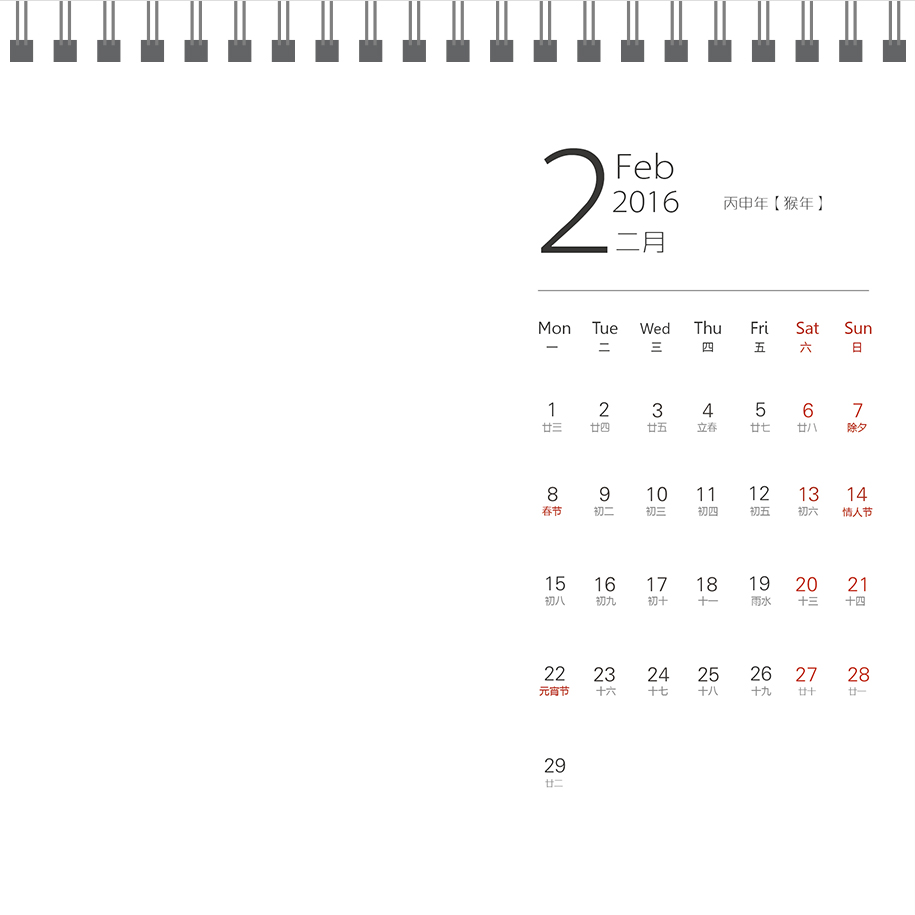 2 Feb
2016
二月
丙申年【猴年】
Mon Tue Wed Thu Fri Sat Sun
一 二 三 四 五 六 日
1 2 3 4 5 6 7
廿三 廿四 廿五 立春 廿七 廿八 除夕
8 9 10 11 12 13 14
春节 初二 初三 初四 初五 初六 情人节
15 16 17 18 19 20 21
初八 初九 初十 十一 雨水 十三 十四
22 23 24 25 26 27 28
元宵节 十六 十七 十八 十九 廿十 廿一
29
廿二